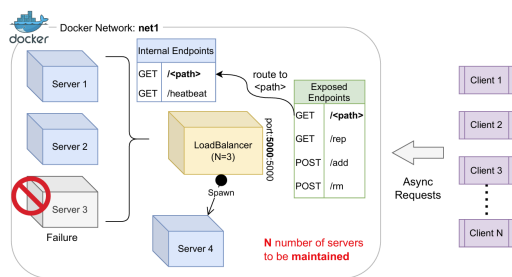 docker
Docker Network: net1
Server 1
Server 2
Server 3
Failure
Internal Endpoints
GET /<path>
GET /heatbeat
route to
<path>
LoadBalancer
(N=3)
port:5000:5000
Spawn
Server 4
Exposed
Endpoints
GET /<path>
GET /rep
POST /add
POST /rm
N number of servers
to be maintained
Async
Requests
Client 1
Client 2
Client 3
Client N